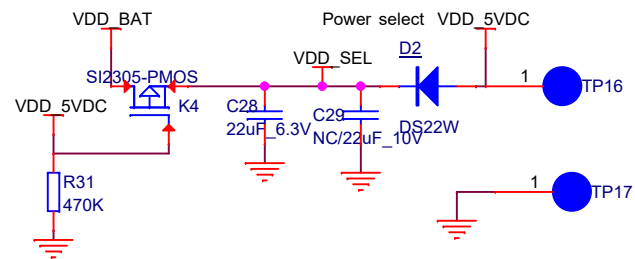 VDD_BAT
Power select
VDD_5VDC
D2
VDD_SEL
SI2305-PMOS
1
TP16
VDD_5VDC
K4
C28
22uF_6.3V
C29
NC/22uF_10V
DS22W
R31
470K
1
TP17